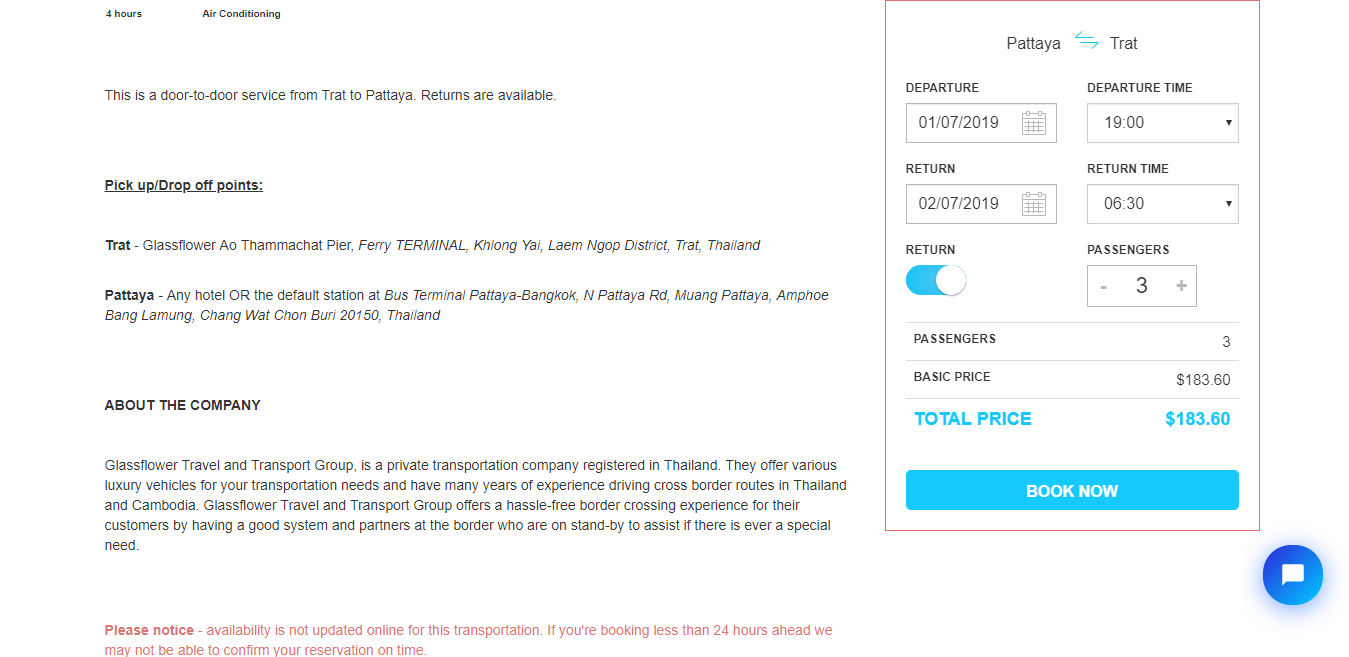 4 hours Air Conditioning
This is a door-to-door service from Trat to Pattaya. Returns are available.
Pick up/Drop off points:
Trat - Glassflower Ao Thammachat Pier, Ferry TERMINAL, Khlong Yai, Laem Ngop District, Trat, Thailand
Pattaya - Any hotel OR the default station at Bus Terminal Pattaya-Bangkok, N Pattaya Rd, Muang Pattaya, Amphoe
Bang Lamung, Chang Wat Chon Buri 20150, Thailand
ABOUT THE COMPANY
Glassflower Travel and Transport Group, is a private transportation company registered in Thailand. They offer various
luxury vehicles for your transportation needs and have many years of experience driving cross border routes in Thailand
and Cambodia. Glassflower Travel and Transport Group offers a hassle-free border crossing experience for their
customers by having a good system and partners at the border who are on stand-by to assist if there is ever a special
need.
Please notice - availability is not updated online for this transportation. If you're booking less than 24 hours ahead we
may not be able to confirm your reservation on time.
Pattaya Trat
DEPARTURE DEPARTURE TIME
01/07/2019 19:00
RETURN RETURN TIME
02/07/2019 06:30
RETURN PASSENGERS
- 3 +
PASSENGERS 3
BASIC PRICE $183.60
TOTAL PRICE $183.60
BOOK NOW